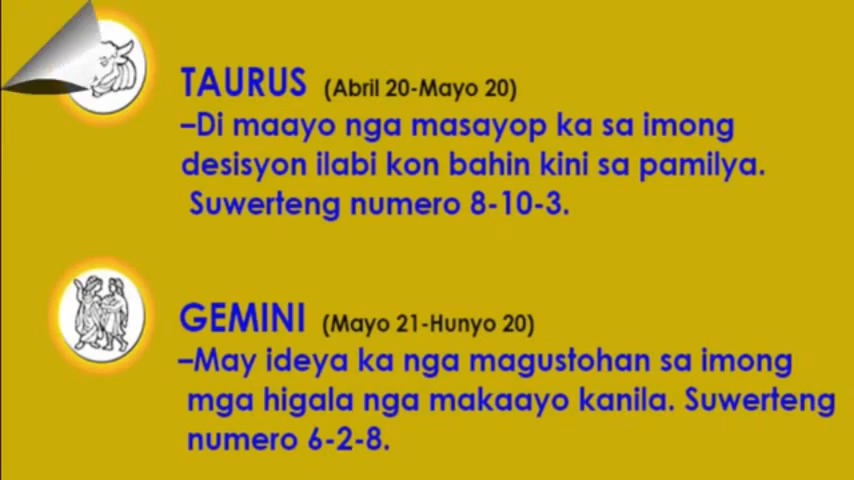 TAURUS (Abril 20-Mayo 20)
–Di maayo nga masayop ka sa imong
desisyon ilabi kon bahin kini sa pamilya.
Suwerteng numero 8-10-3.
GEMINI (Mayo 21-Hunyo 20)
–May ideya ka nga magustohan sa imong
mga higala nga makaayo kanila. Suwerteng
numero 6-2-8.